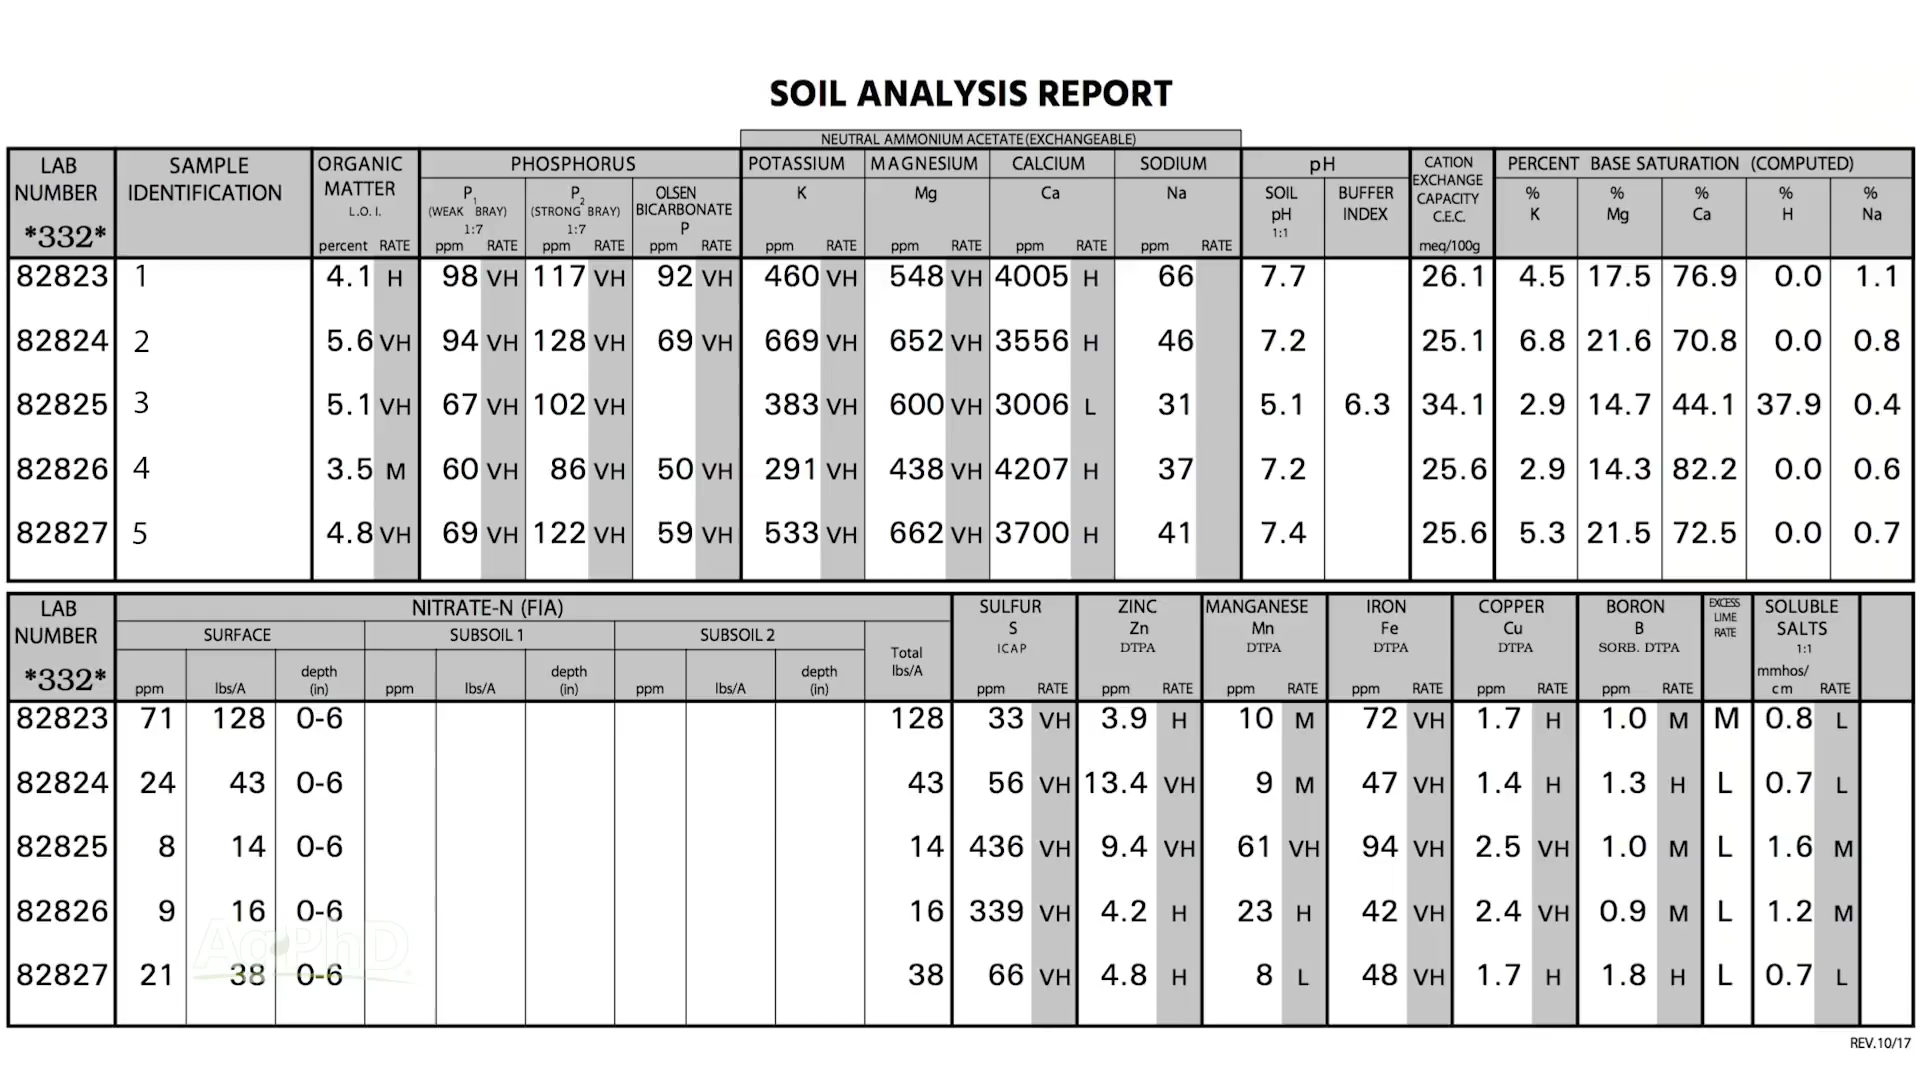 SOIL ANALYSIS REPORT
NEUTRAL AMMONIUM ACETATE (EXCHANGEABLE)
LAB NUMBER *332* SAMPLE IDENTIFICATION ORGANIC MATTER L.O.I. percent RATE PHOSPHORUS P1 (WEAK BRAY) 1:7 ppm RATE P2 (STRONG BRAY) 1:7 ppm RATE OLSEN BICARBONATE P ppm RATE POTASSIUM K ppm RATE MAGNESIUM Mg ppm RATE CALCIUM Ca ppm RATE SODIUM Na ppm RATE pH SOIL pH 1:1 BUFFER INDEX CATION EXCHANGE CAPACITY C.E.C. meq/100g PERCENT BASE SATURATION (COMPUTED) % K % Mg % Ca % H % Na
82823 1 4.1 H 98 VH 117 VH 92 VH 460 VH 548 VH 4005 H 66 7.7 26.1 4.5 17.5 76.9 0.0 1.1
82824 2 5.6 VH 94 VH 128 VH 69 VH 669 VH 652 VH 3556 H 46 7.2 25.1 6.8 21.6 70.8 0.0 0.8
82825 3 5.1 VH 67 VH 102 VH 383 VH 600 VH 3006 L 31 5.1 6.3 34.1 2.9 14.7 44.1 37.9 0.4
82826 4 3.5 M 60 VH 86 VH 50 VH 291 VH 438 VH 4207 H 37 7.2 25.6 2.9 14.3 82.2 0.0 0.6
82827 5 4.8 VH 69 VH 122 VH 59 VH 533 VH 662 VH 3700 H 41 7.4 25.6 5.3 21.5 72.5 0.0 0.7
LAB NUMBER *332* NITRATE-N (FIA) SURFACE ppm lbs/A depth (in) SUBSOIL 1 ppm lbs/A depth (in) SUBSOIL 2 ppm lbs/A depth (in) Total lbs/A SULFUR S ICAP ppm RATE ZINC Zn DTPA ppm RATE MANGANESE Mn DTPA ppm RATE IRON Fe DTPA ppm RATE COPPER Cu DTPA ppm RATE BORON B SORB. DTPA ppm RATE EXCESS LIME RATE SOLUBLE SALTS 1:1 mmhos/cm RATE
82823 71 128 0-6 128 33 VH 3.9 H 10 M 72 VH 1.7 H 1.0 M M 0.8 L
82824 24 43 0-6 43 56 VH 13.4 VH 9 M 47 VH 1.4 H 1.3 H L 0.7 L
82825 8 14 0-6 14 436 VH 9.4 VH 61 VH 94 VH 2.5 VH 1.0 M L 1.6 M
82826 9 16 0-6 16 339 VH 4.2 H 23 H 42 VH 2.4 VH 0.9 M L 1.2 M
AgPhD
82827 21 38 0-6 38 66 VH 4.8 H 8 L 48 VH 1.7 H 1.8 H L 0.7 L
REV.10/17